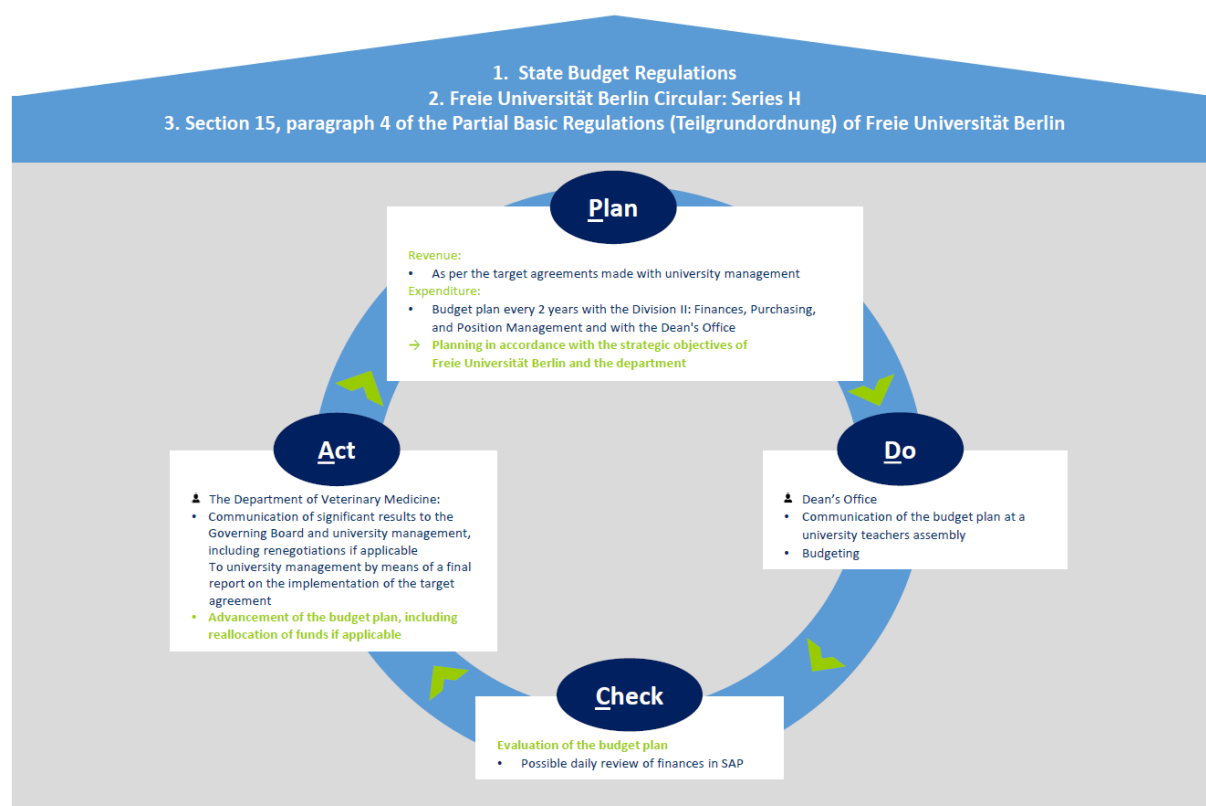 1. State Budget Regulations
2. Freie Universität Berlin Circular: Series H
3. Section 15, paragraph 4 of the Partial Basic Regulations (Teilgrundordnung) of Freie Universität Berlin
Plan
Revenue:
• As per the target agreements made with university management
Expenditure:
• Budget plan every 2 years with the Division II: Finances, Purchasing,
and Position Management and with the Dean's Office
→ Planning in accordance with the strategic objectives of
Freie Universität Berlin and the department
Do
Dean's Office
• Communication of the budget plan at a
university teachers assembly
• Budgeting
Check
Evaluation of the budget plan
• Possible daily review of finances in SAP
Act
The Department of Veterinary Medicine:
• Communication of significant results to the
Governing Board and university management,
including renegotiations if applicable
To university management by means of a final
report on the implementation of the target
agreement
• Advancement of the budget plan, including
reallocation of funds if applicable